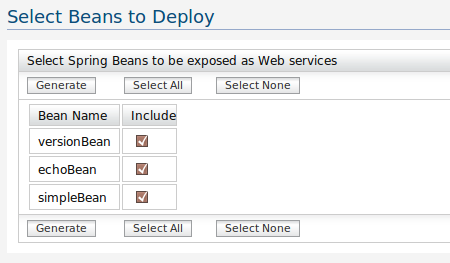 Select Beans to Deploy
Select Spring Beans to be exposed as Web services
Generate Select All Select None
Bean Name Include
versionBean
echoBean
simpleBean
Generate Select All Select None